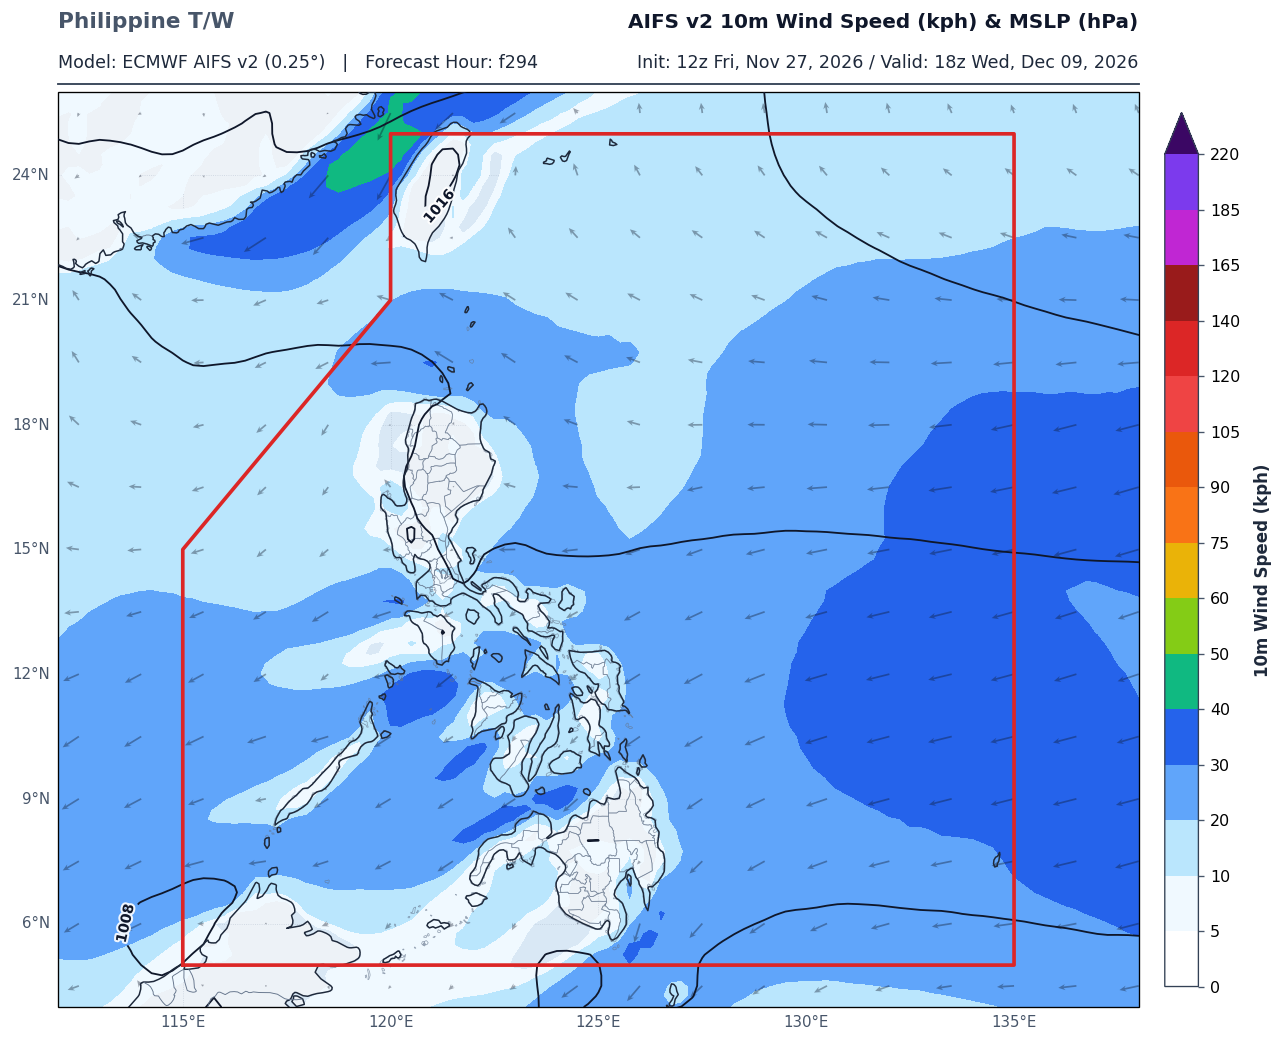 Philippine T/W
AIFS v2 10m Wind Speed (kph) & MSLP (hPa)
Model: ECMWF AIFS v2 (0.25°)   |   Forecast Hour: f294
Init: 12z Fri, Nov 27, 2026 / Valid: 18z Wed, Dec 09, 2026
24°N
21°N
18°N
15°N
12°N
9°N
6°N
115°E
120°E
125°E
130°E
135°E
1016
1008
220
185
165
140
120
105
90
75
60
50
40
30
20
10
5
0
10m Wind Speed (kph)